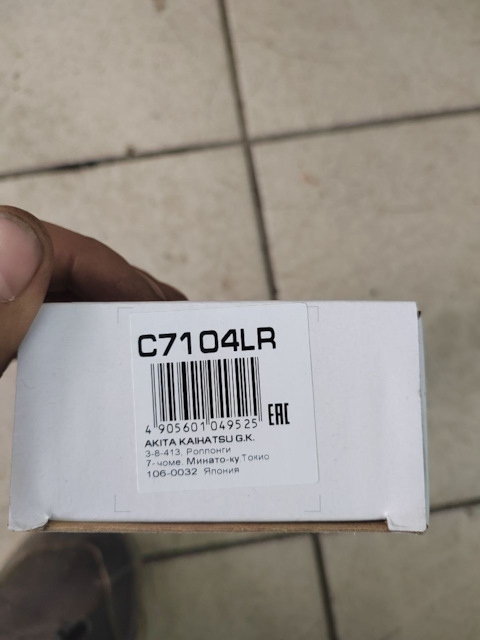 C7104LR
4 905601 049525
EAC
AKITA KAIHATSU G.K.
3-8-413, Роппонги
7-чоме, Минато-ку Токио
106-0032 Япония